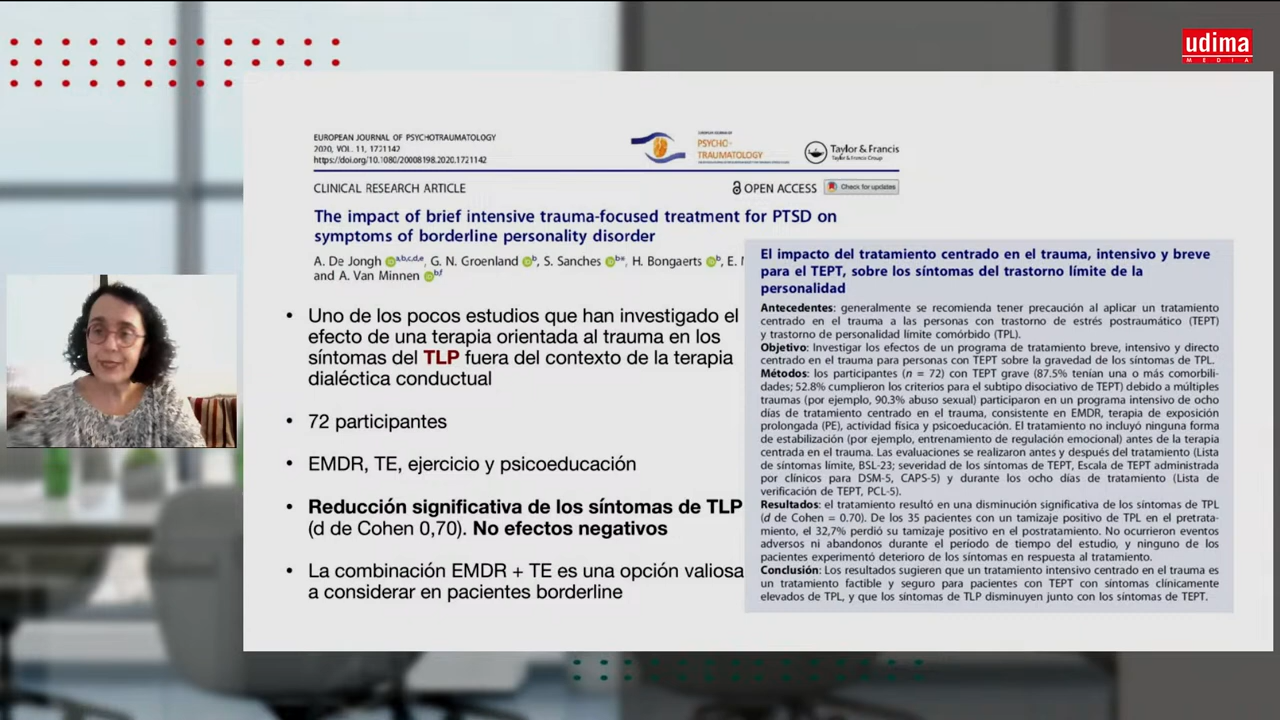 udima
MEDIA
EUROPEAN JOURNAL OF PSYCHOTRAUMATOLOGY
2020, VOL. 11, 1721142
https://doi.org/10.1080/20008198.2020.1721142
PSYCHO-
TRAUMATOLOGY
Taylor & Francis
Taylor & Francis Group
CLINICAL RESEARCH ARTICLE
OPEN ACCESS
Check for updates
The impact of brief intensive trauma-focused treatment for PTSD on
symptoms of borderline personality disorder
A. De Jongh a,b,c,d,e, G. N. Groenland b, S. Sanches b, H. Bongaerts b, E.
and A. Van Minnen b,f
• Uno de los pocos estudios que han investigado el
efecto de una terapia orientada al trauma en los
síntomas del TLP fuera del contexto de la terapia
dialéctica conductual
• 72 participantes
• EMDR, TE, ejercicio y psicoeducación
• Reducción significativa de los síntomas de TLP
(d de Cohen 0,70). No efectos negativos
• La combinación EMDR + TE es una opción valiosa
a considerar en pacientes borderline
El impacto del tratamiento centrado en el trauma, intensivo y breve
para el TEPT, sobre los síntomas del trastorno límite de la
personalidad
Antecedentes: generalmente se recomienda tener precaución al aplicar un tratamiento
centrado en el trauma a las personas con trastorno de estrés postraumático (TEPT)
y trastorno de personalidad límite comórbido (TPL).
Objetivo: Investigar los efectos de un programa de tratamiento breve, intensivo y directo
centrado en el trauma para personas con TEPT sobre la gravedad de los síntomas de TPL.
Métodos: los participantes (n = 72) con TEPT grave (87.5% tenían una o más comorbili-
dades; 52.8% cumplieron los criterios para el subtipo disociativo de TEPT) debido a múltiples
traumas (por ejemplo, 90.3% abuso sexual) participaron en un programa intensivo de ocho
días de tratamiento centrado en el trauma, consistente en EMDR, terapia de exposición
prolongada (PE), actividad física y psicoeducación. El tratamiento no incluyó ninguna forma
de estabilización (por ejemplo, entrenamiento de regulación emocional) antes de la terapia
centrada en el trauma. Las evaluaciones se realizaron antes y después del tratamiento (Lista
de síntomas límite, BSL-23; severidad de los síntomas de TEPT, Escala de TEPT administrada
por clínicos para DSM-5, CAPS-5) y durante los ocho días de tratamiento (Lista de
verificación de TEPT, PCL-5).
Resultados: el tratamiento resultó en una disminución significativa de los síntomas de TPL
(d de Cohen = 0.70). De los 35 pacientes con un tamizaje positivo de TPL en el pretrata-
miento, el 32,7% perdió su tamizaje positivo en el postratamiento. No ocurrieron eventos
adversos ni abandonos durante el período de tiempo del estudio, y ninguno de los
pacientes experimentó deterioro de los síntomas en respuesta al tratamiento.
Conclusión: Los resultados sugieren que un tratamiento intensivo centrado en el trauma es
un tratamiento factible y seguro para pacientes con TEPT con síntomas clínicamente
elevados de TPL, y que los síntomas de TLP disminuyen junto con los síntomas de TEPT.